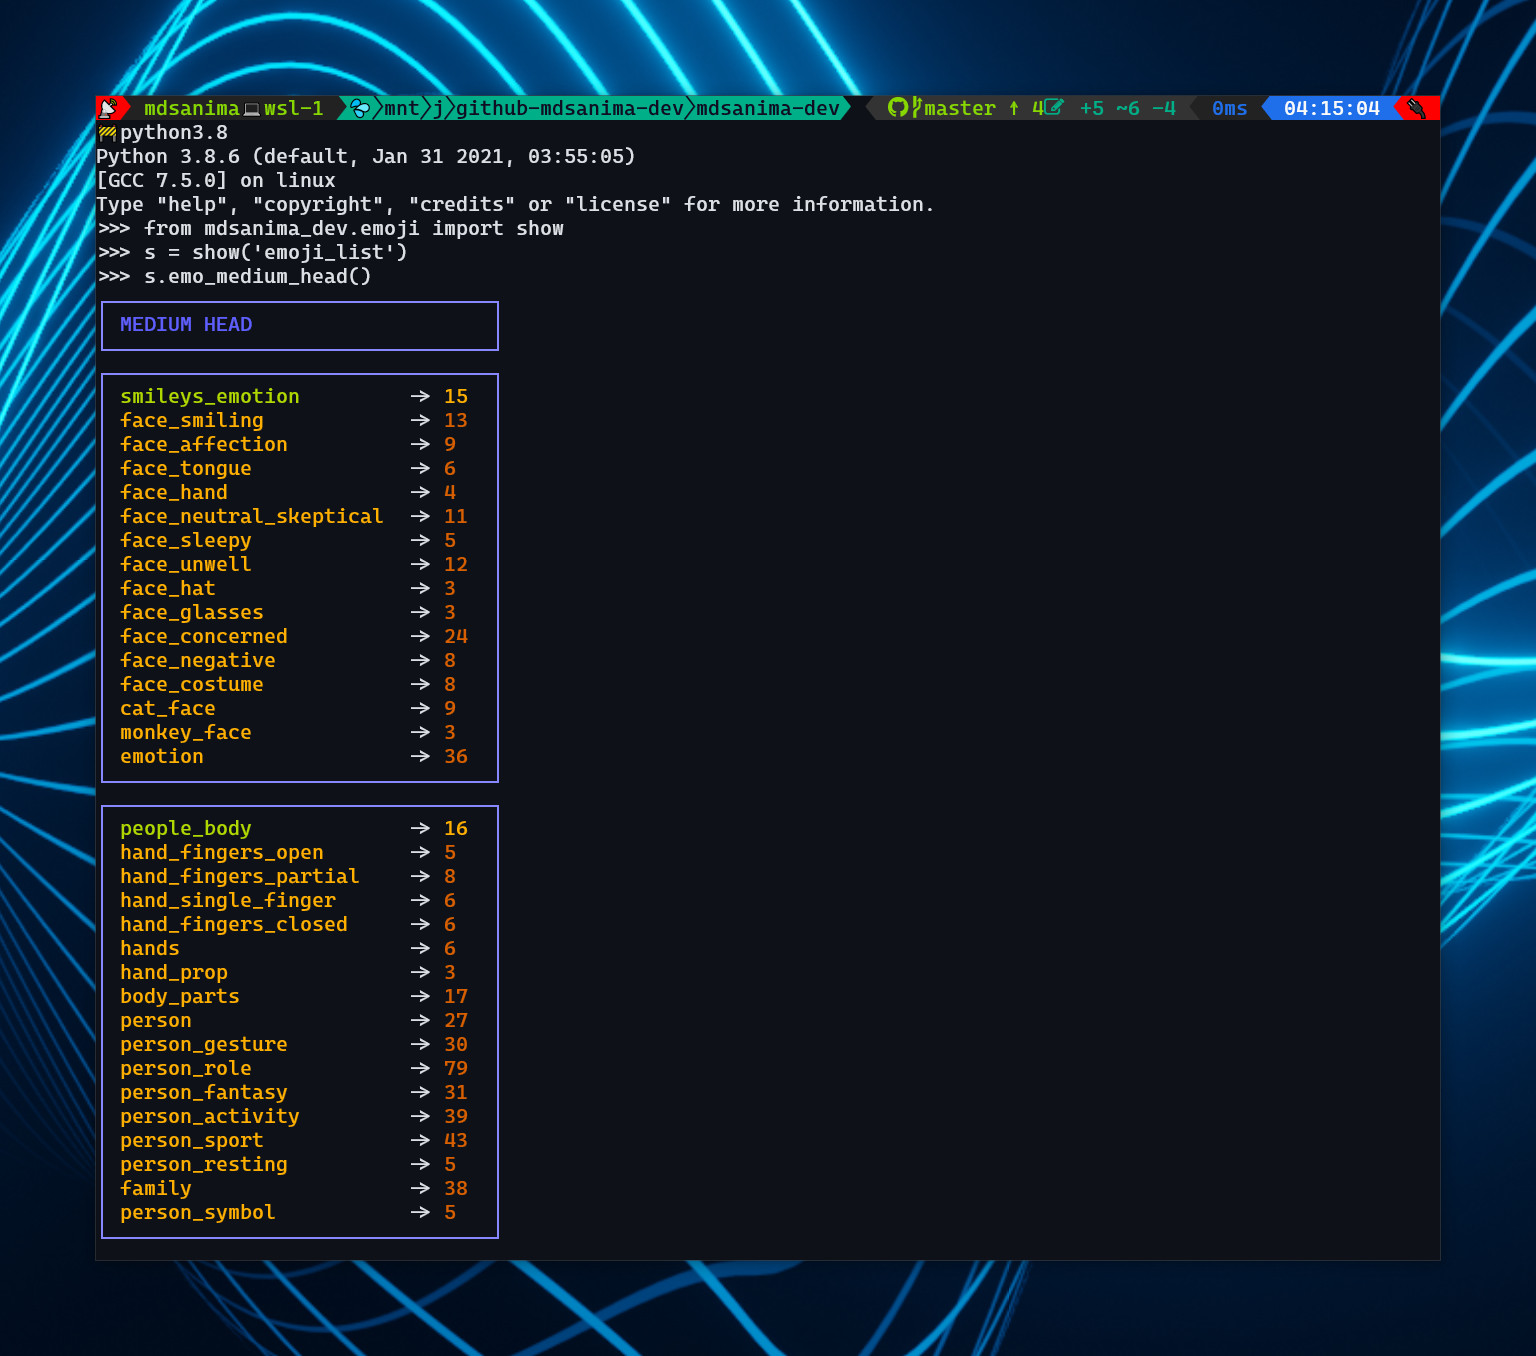 mdsanima💻wsl-1 mnt j github-mdsanima-dev mdsanima-dev master ↑ 4 +5 ~6 -4 0ms 04:15:04
🚧python3.8
Python 3.8.6 (default, Jan 31 2021, 03:55:05)
[GCC 7.5.0] on linux
Type "help", "copyright", "credits" or "license" for more information.
>>> from mdsanima_dev.emoji import show
>>> s = show('emoji_list')
>>> s.emo_medium_head()
MEDIUM HEAD
smileys_emotion → 15
face_smiling → 13
face_affection → 9
face_tongue → 6
face_hand → 4
face_neutral_skeptical → 11
face_sleepy → 5
face_unwell → 12
face_hat → 3
face_glasses → 3
face_concerned → 24
face_negative → 8
face_costume → 8
cat_face → 9
monkey_face → 3
emotion → 36
people_body → 16
hand_fingers_open → 5
hand_fingers_partial → 8
hand_single_finger → 6
hand_fingers_closed → 6
hands → 6
hand_prop → 3
body_parts → 17
person → 27
person_gesture → 30
person_role → 79
person_fantasy → 31
person_activity → 39
person_sport → 43
person_resting → 5
family → 38
person_symbol → 5